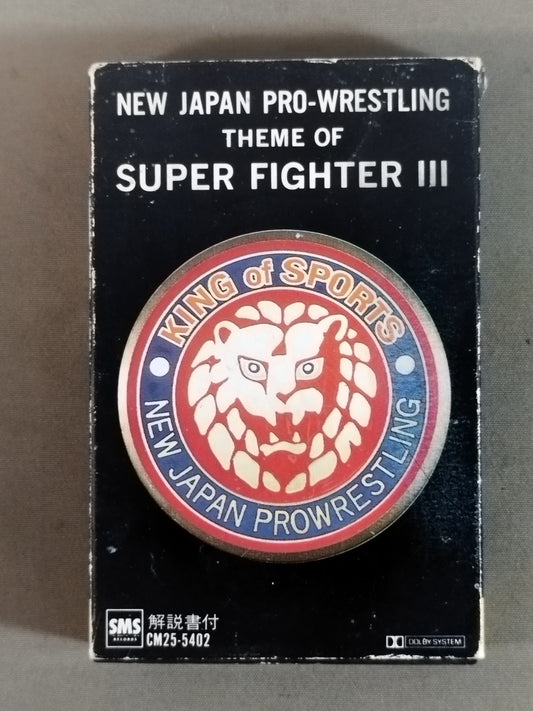 NEW JAPAN PRO-WRESTLING
THEME OF
SUPER FIGHTER III
KING of SPORTS
NEW JAPAN PROWRESTLING
SMS
RECORDS
解説書付
CM25-5402
DOLBY SYSTEM